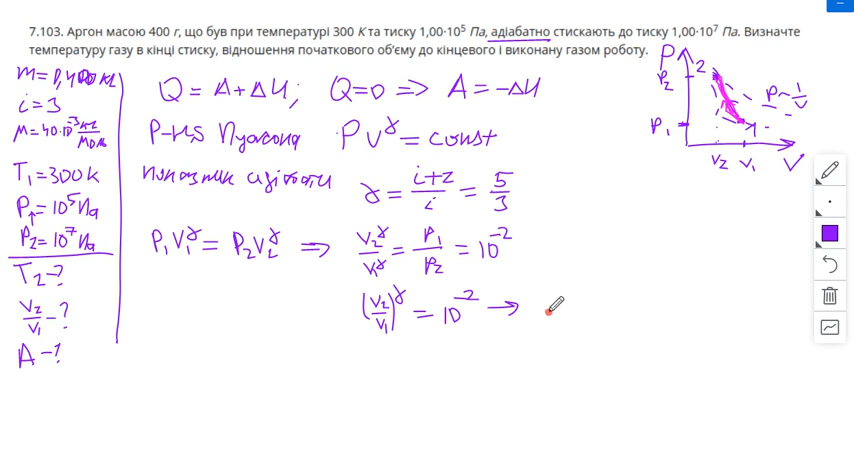 7.103. Аргон масою 400 г, що був при температурі 300 К та тиску 1,00·10⁵ Па, адіабатно стискають до тиску 1,00·10⁷ Па. Визначте
температуру газу в кінці стиску, відношення початкового об'єму до кінцевого і виконану газом роботу.
m = 0,400 кг
i = 3
M = 40·10⁻³ кг/моль
T₁ = 300 К
P₁ = 10⁵ Па
P₂ = 10⁷ Па
T₂ - ?
V₂/V₁ - ?
A - ?
Q = A + ΔU; Q = 0 => A = -ΔU
Р-ня Пуасона PV^γ = const
показник адіабати γ = (i+2)/i = 5/3
P₁V₁^γ = P₂V₂^γ => V₂^γ/V₁^γ = P₁/P₂ = 10⁻²
(V₂/V₁)^γ = 10⁻² →
P
P₂
2
P ~ 1/V
P₁
1
V₂ V₁ V